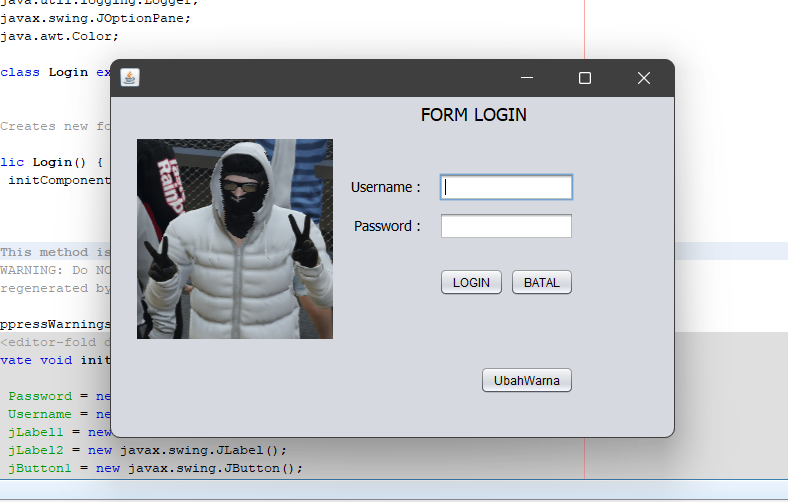 java.util.logging.Logger;
javax.swing.JOptionPane;
java.awt.Color;
class Login ex
Creates new fo
lic Login() {
initComponent
This method is
WARNING: Do NO
regenerated by
ppressWarnings
<editor-fold d
vate void init
Password = ne
Username = ne
jLabel1 = new
jLabel2 = new javax.swing.JLabel();
jButton1 = new javax.swing.JButton();
FORM LOGIN
Username :
Password :
LOGIN BATAL
UbahWarna